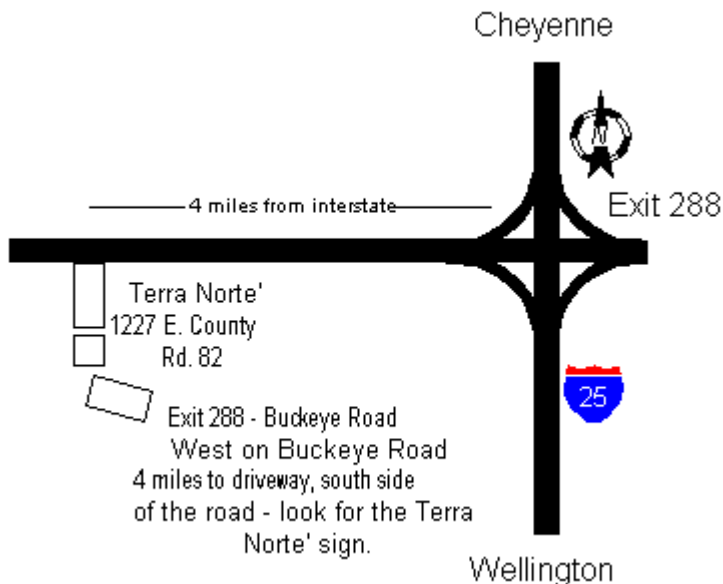 Cheyenne
Exit 288
4 miles from interstate
Terra Norte'
1227 E. County
Rd. 82
25
Exit 288 - Buckeye Road
West on Buckeye Road
4 miles to driveway, south side
of the road - look for the Terra
Norte' sign.
Wellington